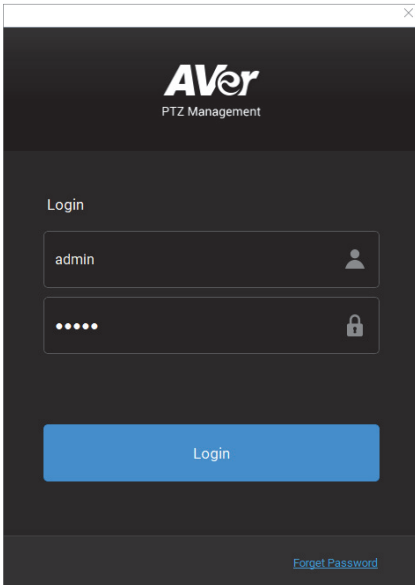 AVer
PTZ Management
Login
admin
•••••
Login
Forget Password